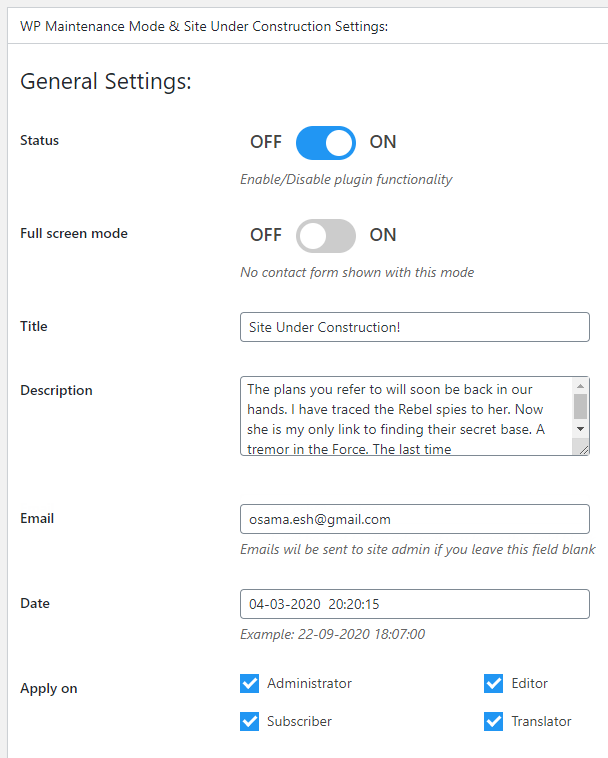 WP Maintenance Mode & Site Under Construction Settings:
General Settings:
Status
OFF ON
Enable/Disable plugin functionality
Full screen mode
OFF ON
No contact form shown with this mode
Title
Site Under Construction!
Description
The plans you refer to will soon be back in our
hands. I have traced the Rebel spies to her. Now
she is my only link to finding their secret base. A
tremor in the Force. The last time
Email
osama.esh@gmail.com
Emails wil be sent to site admin if you leave this field blank
Date
04-03-2020 20:20:15
Example: 22-09-2020 18:07:00
Apply on
Administrator Editor
Subscriber Translator